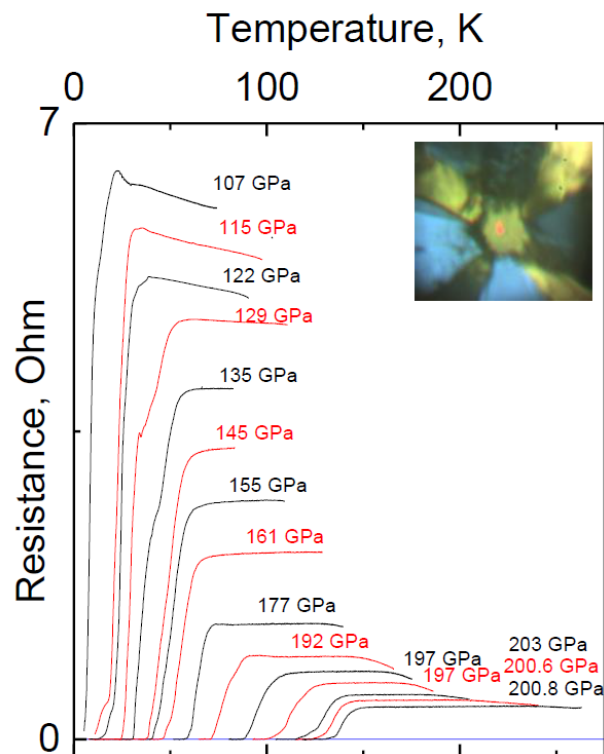 Temperature, K
0 100 200
7
107 GPa
115 GPa
122 GPa
129 GPa
135 GPa
145 GPa
155 GPa
161 GPa
177 GPa
192 GPa
197 GPa
203 GPa
197 GPa
200.6 GPa
200.8 GPa
0
Resistance, Ohm